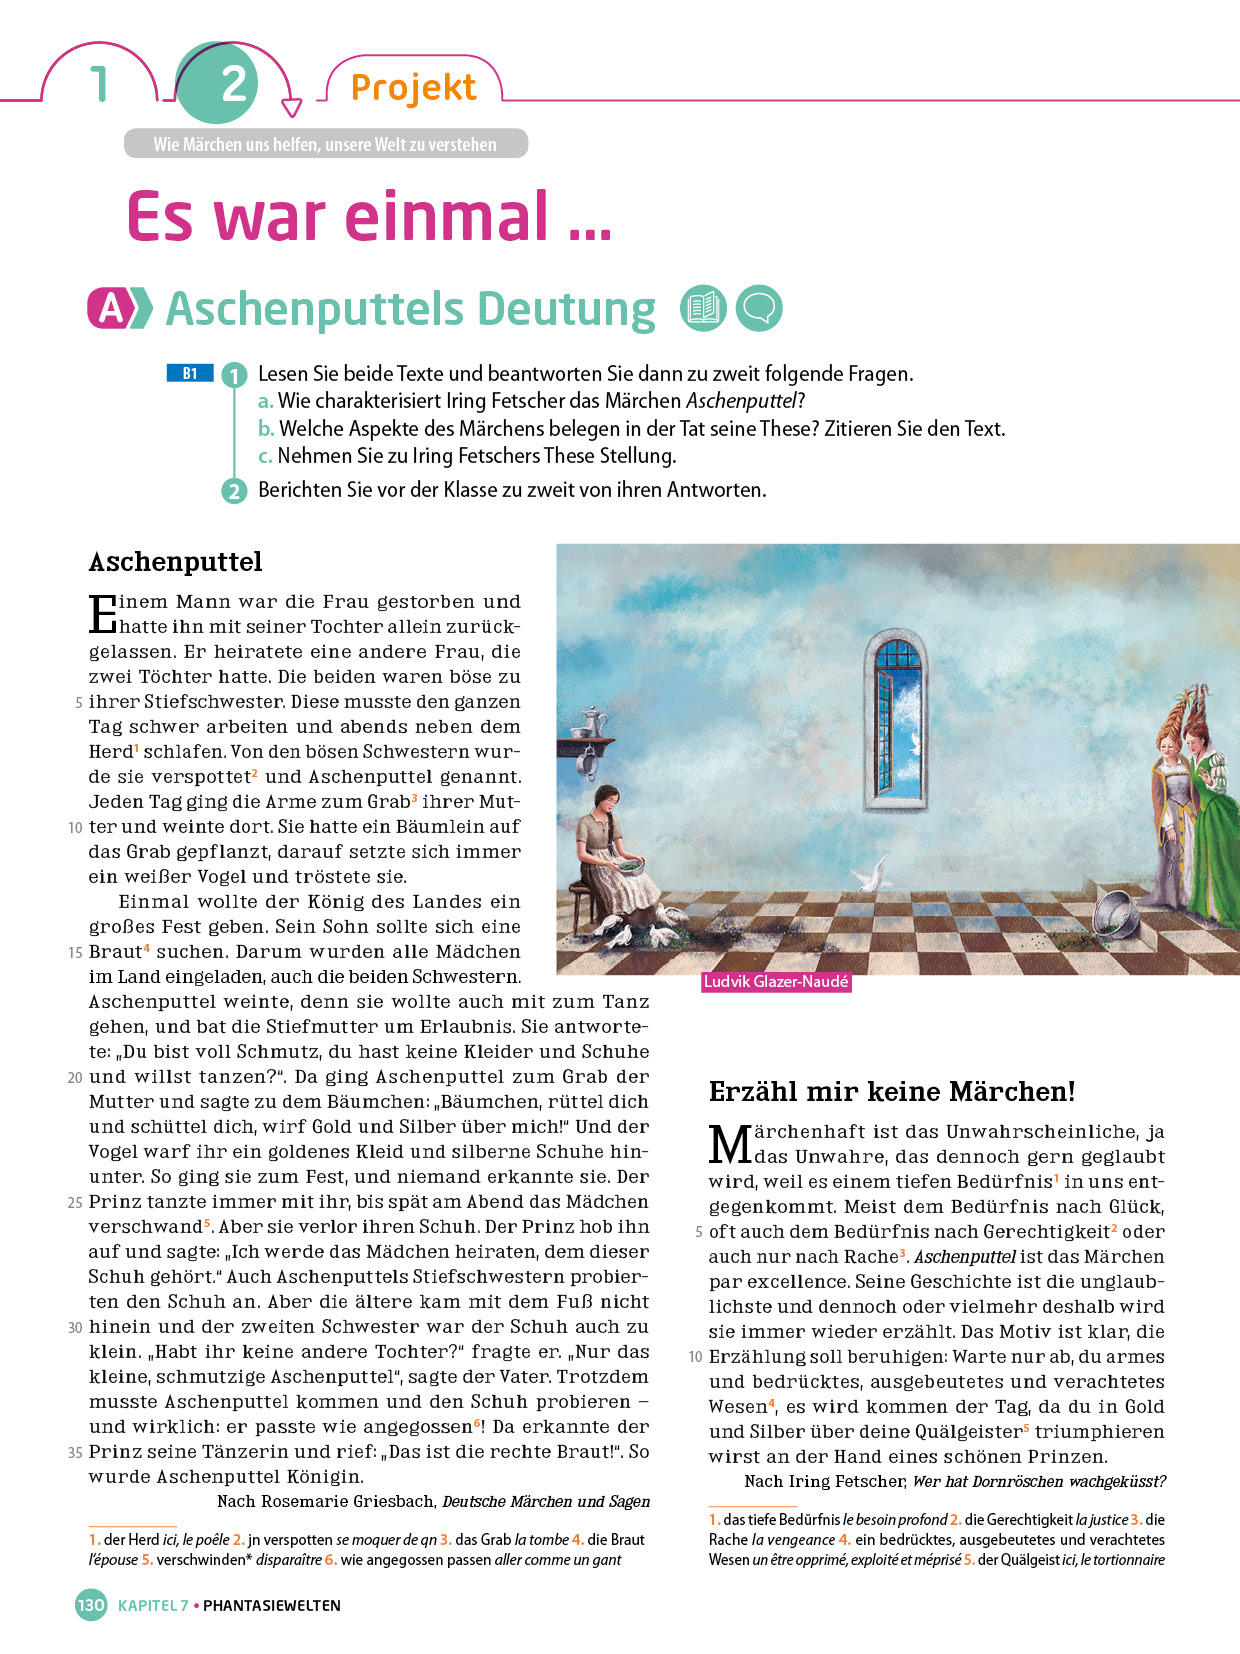 1
2
Projekt
Wie Märchen uns helfen, unsere Welt zu verstehen
Es war einmal ...
A Aschenputtels Deutung
B1
1 Lesen Sie beide Texte und beantworten Sie dann zu zweit folgende Fragen.
a. Wie charakterisiert Iring Fetscher das Märchen Aschenputtel?
b. Welche Aspekte des Märchens belegen in der Tat seine These? Zitieren Sie den Text.
c. Nehmen Sie zu Iring Fetschers These Stellung.
2 Berichten Sie vor der Klasse zu zweit von ihren Antworten.
Aschenputtel
Einem Mann war die Frau gestorben und
hatte ihn mit seiner Tochter allein zurück-
gelassen. Er heiratete eine andere Frau, die
zwei Töchter hatte. Die beiden waren böse zu
5 ihrer Stiefschwester. Diese musste den ganzen
Tag schwer arbeiten und abends neben dem
Herd1 schlafen. Von den bösen Schwestern wur-
de sie verspottet2 und Aschenputtel genannt.
Jeden Tag ging die Arme zum Grab3 ihrer Mut-
10 ter und weinte dort. Sie hatte ein Bäumlein auf
das Grab gepflanzt, darauf setzte sich immer
ein weißer Vogel und tröstete sie.
Einmal wollte der König des Landes ein
großes Fest geben. Sein Sohn sollte sich eine
15 Braut4 suchen. Darum wurden alle Mädchen
im Land eingeladen, auch die beiden Schwestern.
Aschenputtel weinte, denn sie wollte auch mit zum Tanz
gehen, und bat die Stiefmutter um Erlaubnis. Sie antworte-
te: „Du bist voll Schmutz, du hast keine Kleider und Schuhe
20 und willst tanzen?“. Da ging Aschenputtel zum Grab der
Mutter und sagte zu dem Bäumchen: „Bäumchen, rüttel dich
und schüttel dich, wirf Gold und Silber über mich!“ Und der
Vogel warf ihr ein goldenes Kleid und silberne Schuhe hin-
unter. So ging sie zum Fest, und niemand erkannte sie. Der
25 Prinz tanzte immer mit ihr, bis spät am Abend das Mädchen
verschwand5. Aber sie verlor ihren Schuh. Der Prinz hob ihn
auf und sagte: „Ich werde das Mädchen heiraten, dem dieser
Schuh gehört.“ Auch Aschenputtels Stiefschwestern probier-
ten den Schuh an. Aber die ältere kam mit dem Fuß nicht
30 hinein und der zweiten Schwester war der Schuh auch zu
klein. „Habt ihr keine andere Tochter?“ fragte er. „Nur das
kleine, schmutzige Aschenputtel“, sagte der Vater. Trotzdem
musste Aschenputtel kommen und den Schuh probieren –
und wirklich: er passte wie angegossen6! Da erkannte der
35 Prinz seine Tänzerin und rief: „Das ist die rechte Braut!“. So
wurde Aschenputtel Königin.
Nach Rosemarie Griesbach, Deutsche Märchen und Sagen
1. der Herd ici, le poêle 2. jn verspotten se moquer de qn 3. das Grab la tombe 4. die Braut
l'épouse 5. verschwinden* disparaître 6. wie angegossen passen aller comme un gant
Ludvik Glazer-Naudé
Erzähl mir keine Märchen!
Märchenhaft ist das Unwahrscheinliche, ja
das Unwahre, das dennoch gern geglaubt
wird, weil es einem tiefen Bedürfnis1 in uns ent-
gegenkommt. Meist dem Bedürfnis nach Glück,
5 oft auch dem Bedürfnis nach Gerechtigkeit2 oder
auch nur nach Rache3. Aschenputtel ist das Märchen
par excellence. Seine Geschichte ist die unglaub-
lichste und dennoch oder vielmehr deshalb wird
sie immer wieder erzählt. Das Motiv ist klar, die
10 Erzählung soll beruhigen: Warte nur ab, du armes
und bedrücktes, ausgebeutetes und verachtetes
Wesen4, es wird kommen der Tag, da du in Gold
und Silber über deine Quälgeister5 triumphieren
wirst an der Hand eines schönen Prinzen.
Nach Iring Fetscher, Wer hat Dornröschen wachgeküsst?
1. das tiefe Bedürfnis le besoin profond 2. die Gerechtigkeit la justice 3. die
Rache la vengeance 4. ein bedrücktes, ausgebeutetes und verachtetes
Wesen un être opprimé, exploité et méprisé 5. der Quälgeist ici, le tortionnaire
130 KAPITEL 7 • PHANTASIEWELTEN